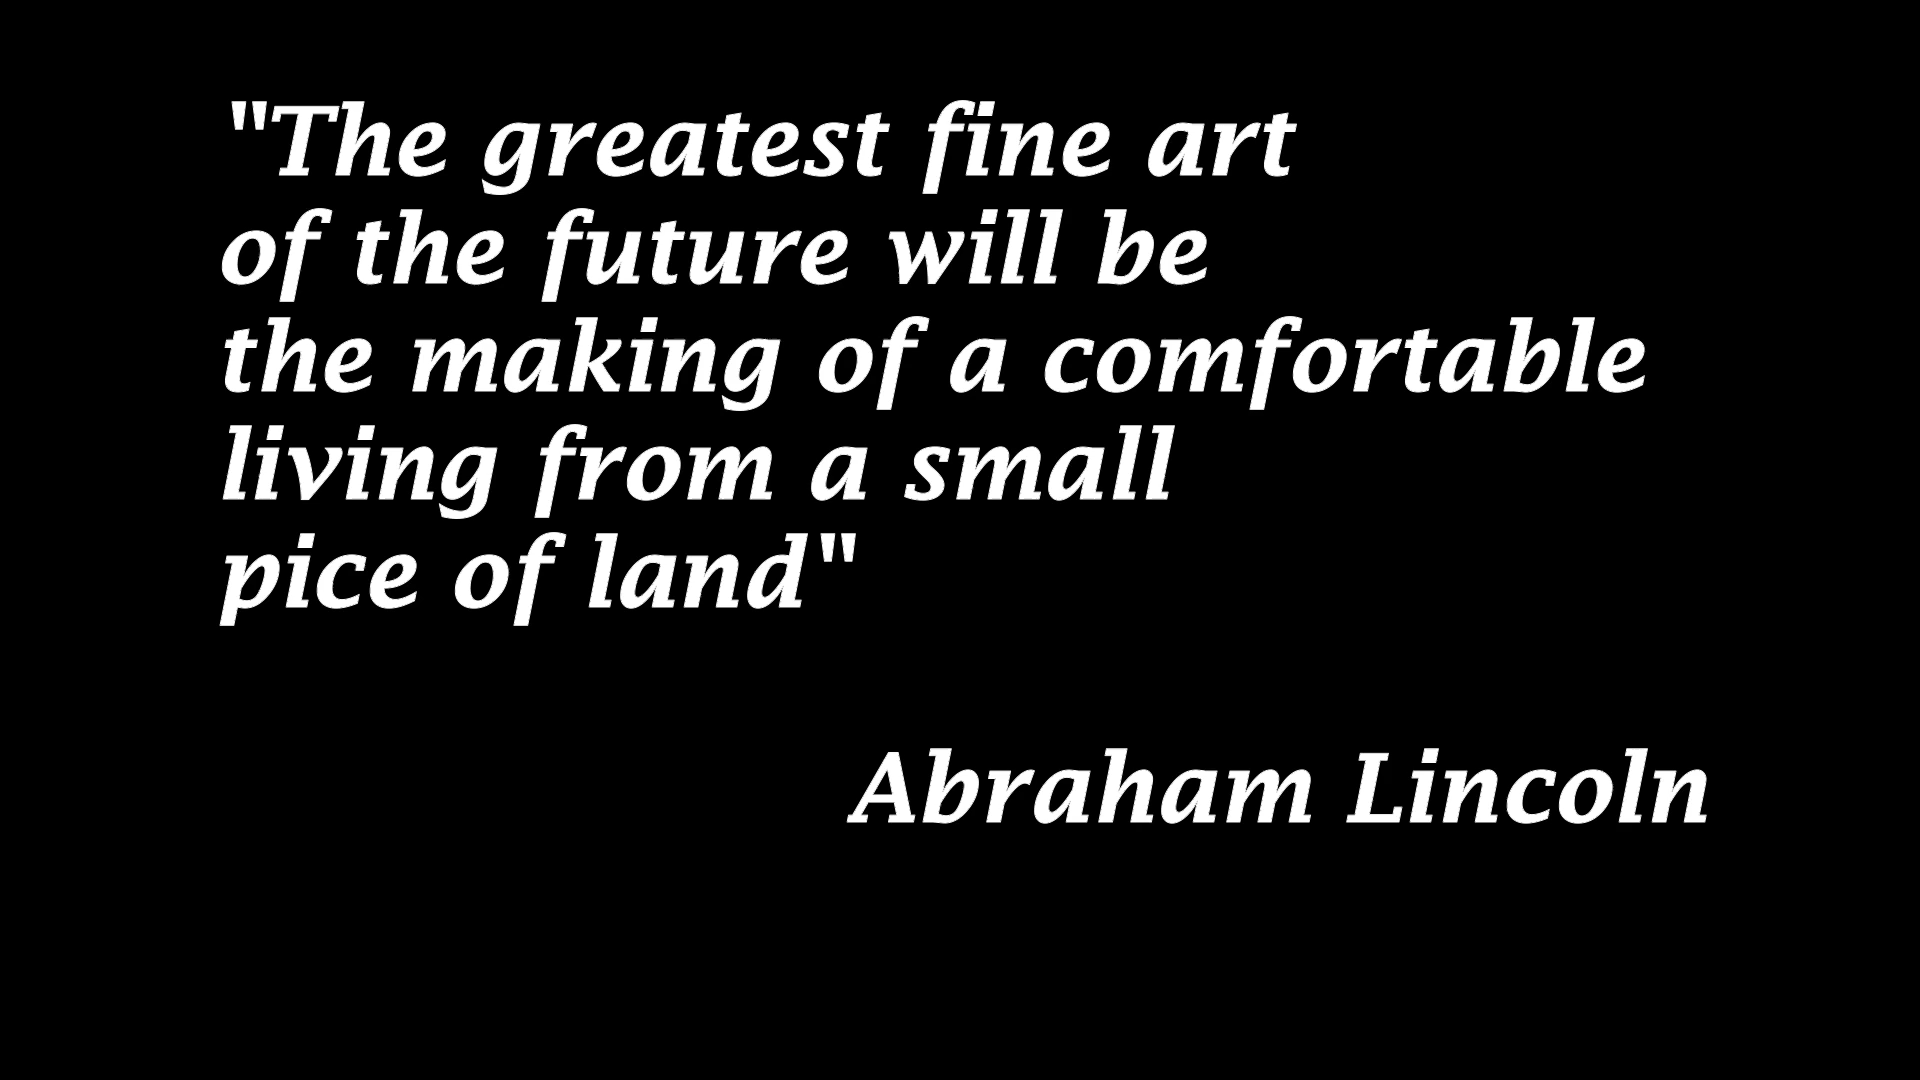 "The greatest fine art
of the future will be
the making of a comfortable
living from a small
pice of land"
Abraham Lincoln